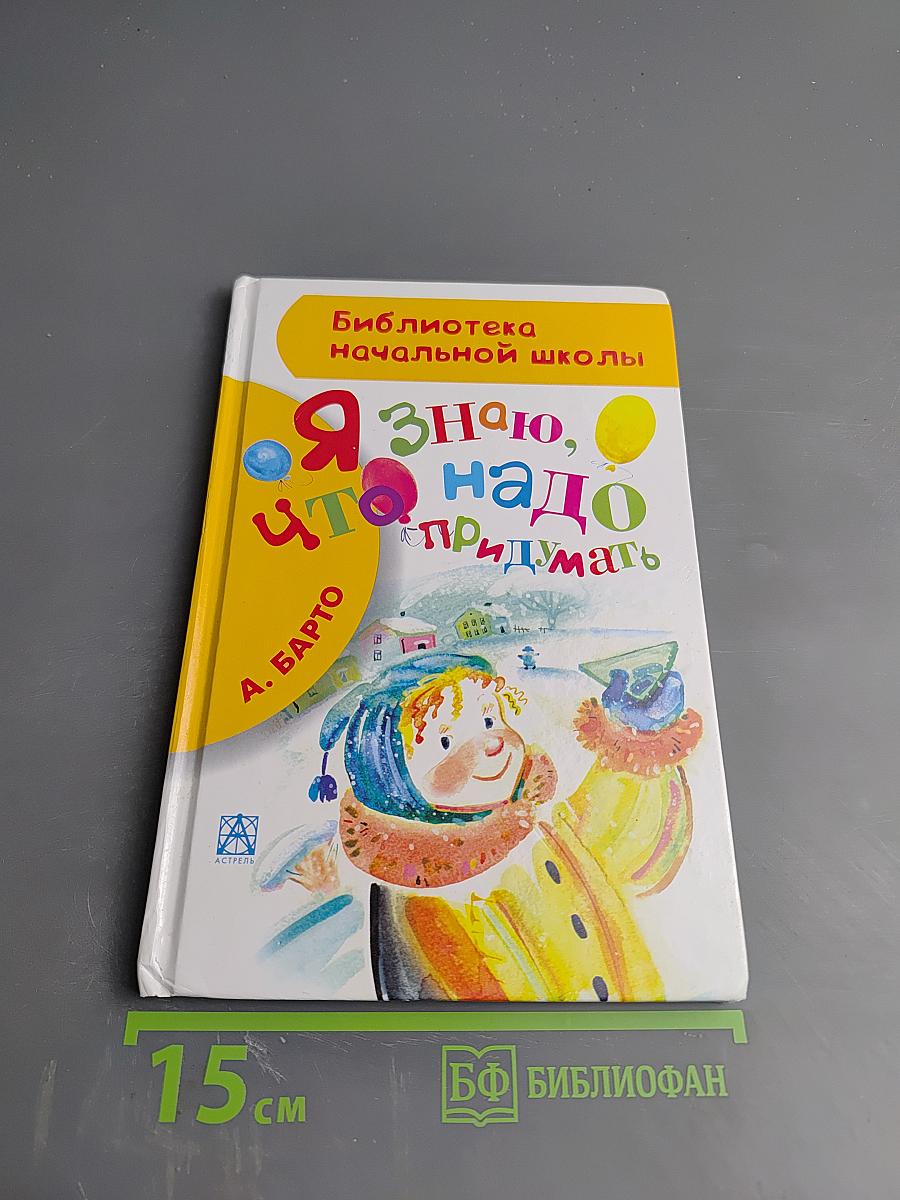 Библиотека
начальной школы
Я знаю,
что надо
придумать
А. БАРТО
АСТРЕЛЬ
15 см
БФ БИБЛИОФАН